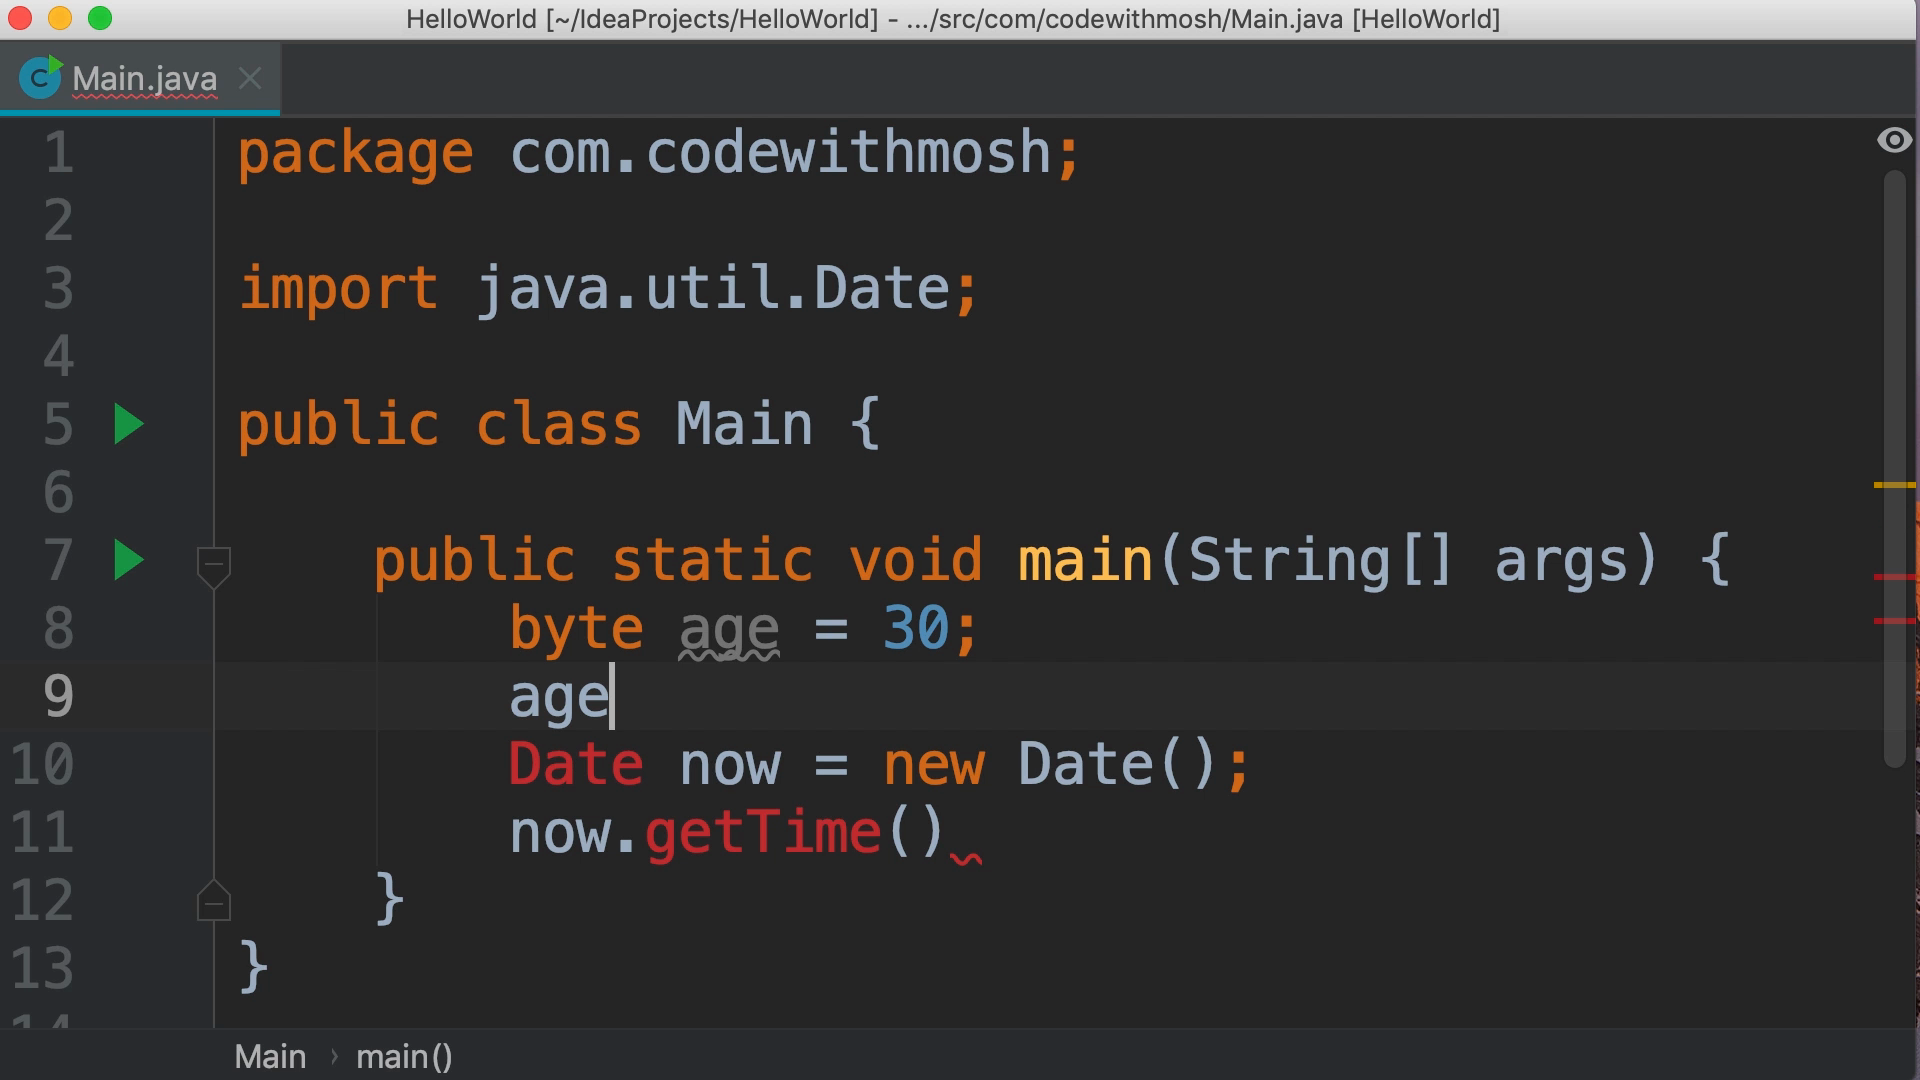 HelloWorld [~/IdeaProjects/HelloWorld] - .../src/com/codewithmosh/Main.java [HelloWorld]
C Main.java
1 package com.codewithmosh;
2
3 import java.util.Date;
4
5 public class Main {
6
7 public static void main(String[] args) {
8 byte age = 30;
9 age
10 Date now = new Date();
11 now.getTime()
12 }
13 }
14
Main › main()